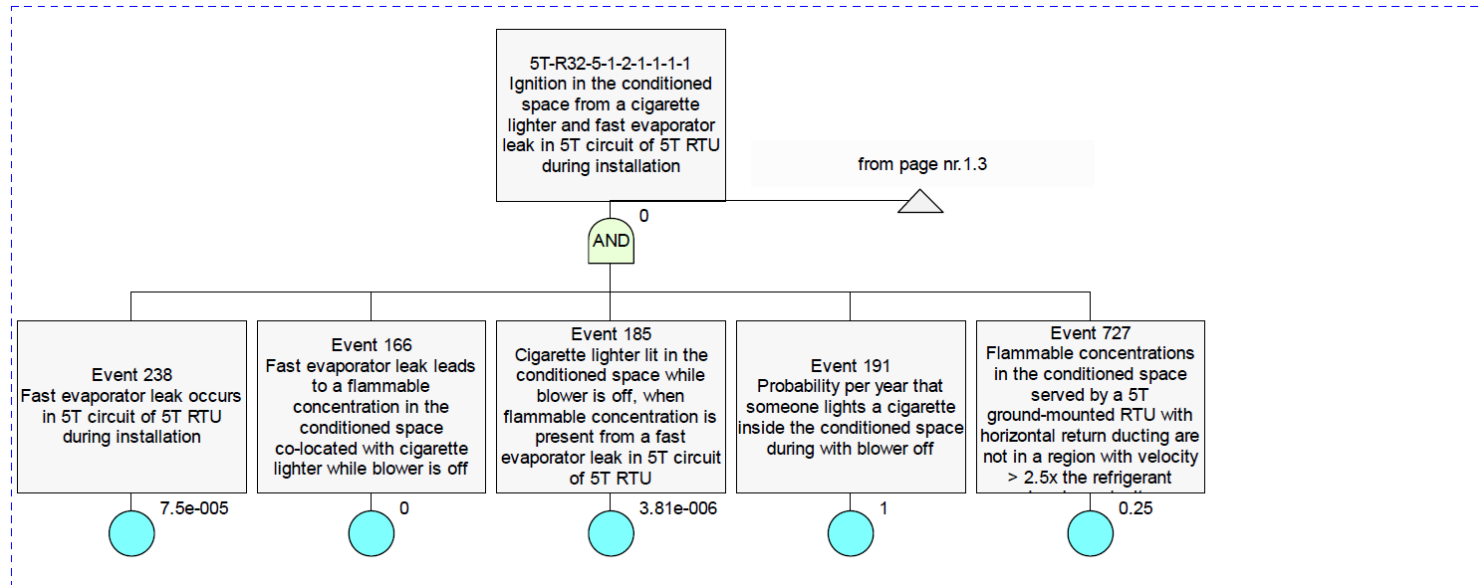 5T-R32-5-1-2-1-1-1-1
Ignition in the conditioned
space from a cigarette
lighter and fast evaporator
leak in 5T circuit of 5T RTU
during installation
from page nr.1.3
0
AND
Event 238
Fast evaporator leak occurs
in 5T circuit of 5T RTU
during installation
7.5e-005
Event 166
Fast evaporator leak leads
to a flammable
concentration in the
conditioned space
co-located with cigarette
lighter while blower is off
0
Event 185
Cigarette lighter lit in the
conditioned space while
blower is off, when
flammable concentration is
present from a fast
evaporator leak in 5T circuit
of 5T RTU
3.81e-006
Event 191
Probability per year that
someone lights a cigarette
inside the conditioned space
during with blower off
1
Event 727
Flammable concentrations
in the conditioned space
served by a 5T
ground-mounted RTU with
horizontal return ducting are
not in a region with velocity
> 2.5x the refrigerant
0.25